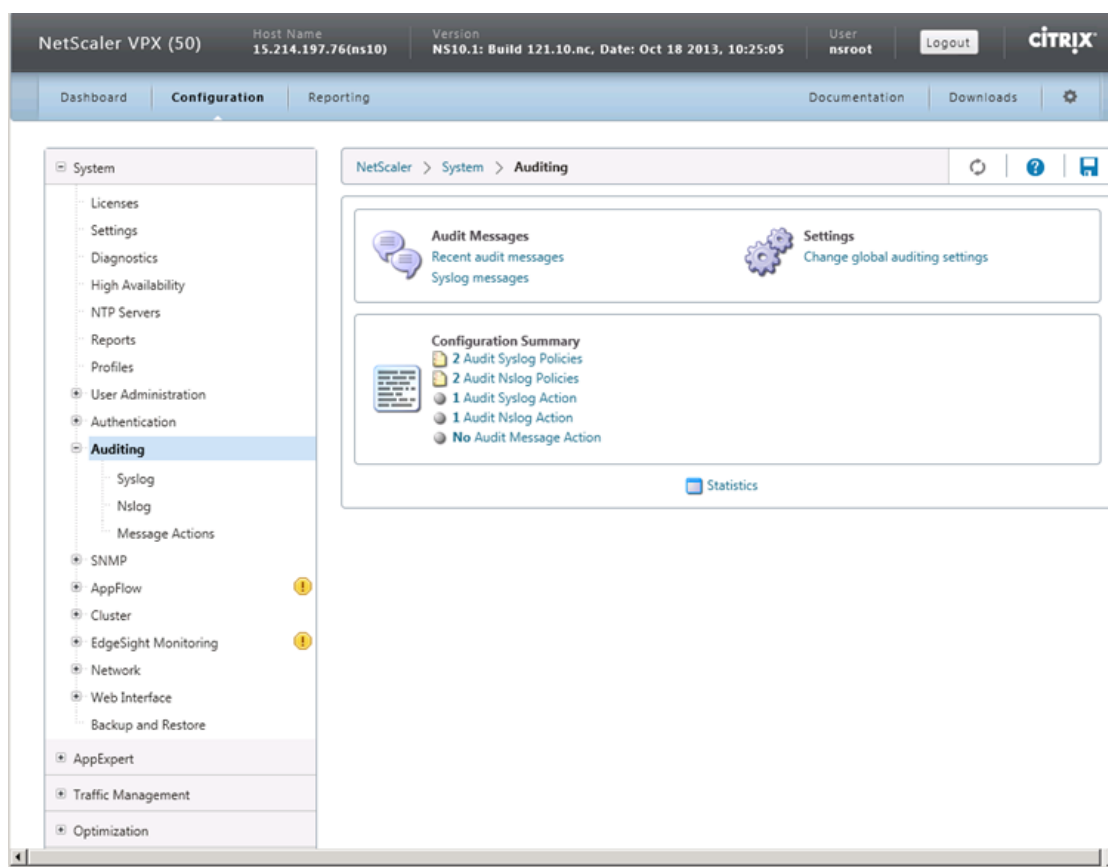 NetScaler VPX (50)
Host Name
15.214.197.76(ns10)
Version
NS10.1: Build 121.10.nc, Date: Oct 18 2013, 10:25:05
User
nsroot
Logout
CITRIX
Dashboard
Configuration
Reporting
Documentation
Downloads
System
Licenses
Settings
Diagnostics
High Availability
NTP Servers
Reports
Profiles
User Administration
Authentication
Auditing
Syslog
Nslog
Message Actions
SNMP
AppFlow
Cluster
EdgeSight Monitoring
Network
Web Interface
Backup and Restore
AppExpert
Traffic Management
Optimization
NetScaler > System > Auditing
Audit Messages
Recent audit messages
Syslog messages
Settings
Change global auditing settings
Configuration Summary
2 Audit Syslog Policies
2 Audit Nslog Policies
1 Audit Syslog Action
1 Audit Nslog Action
No Audit Message Action
Statistics